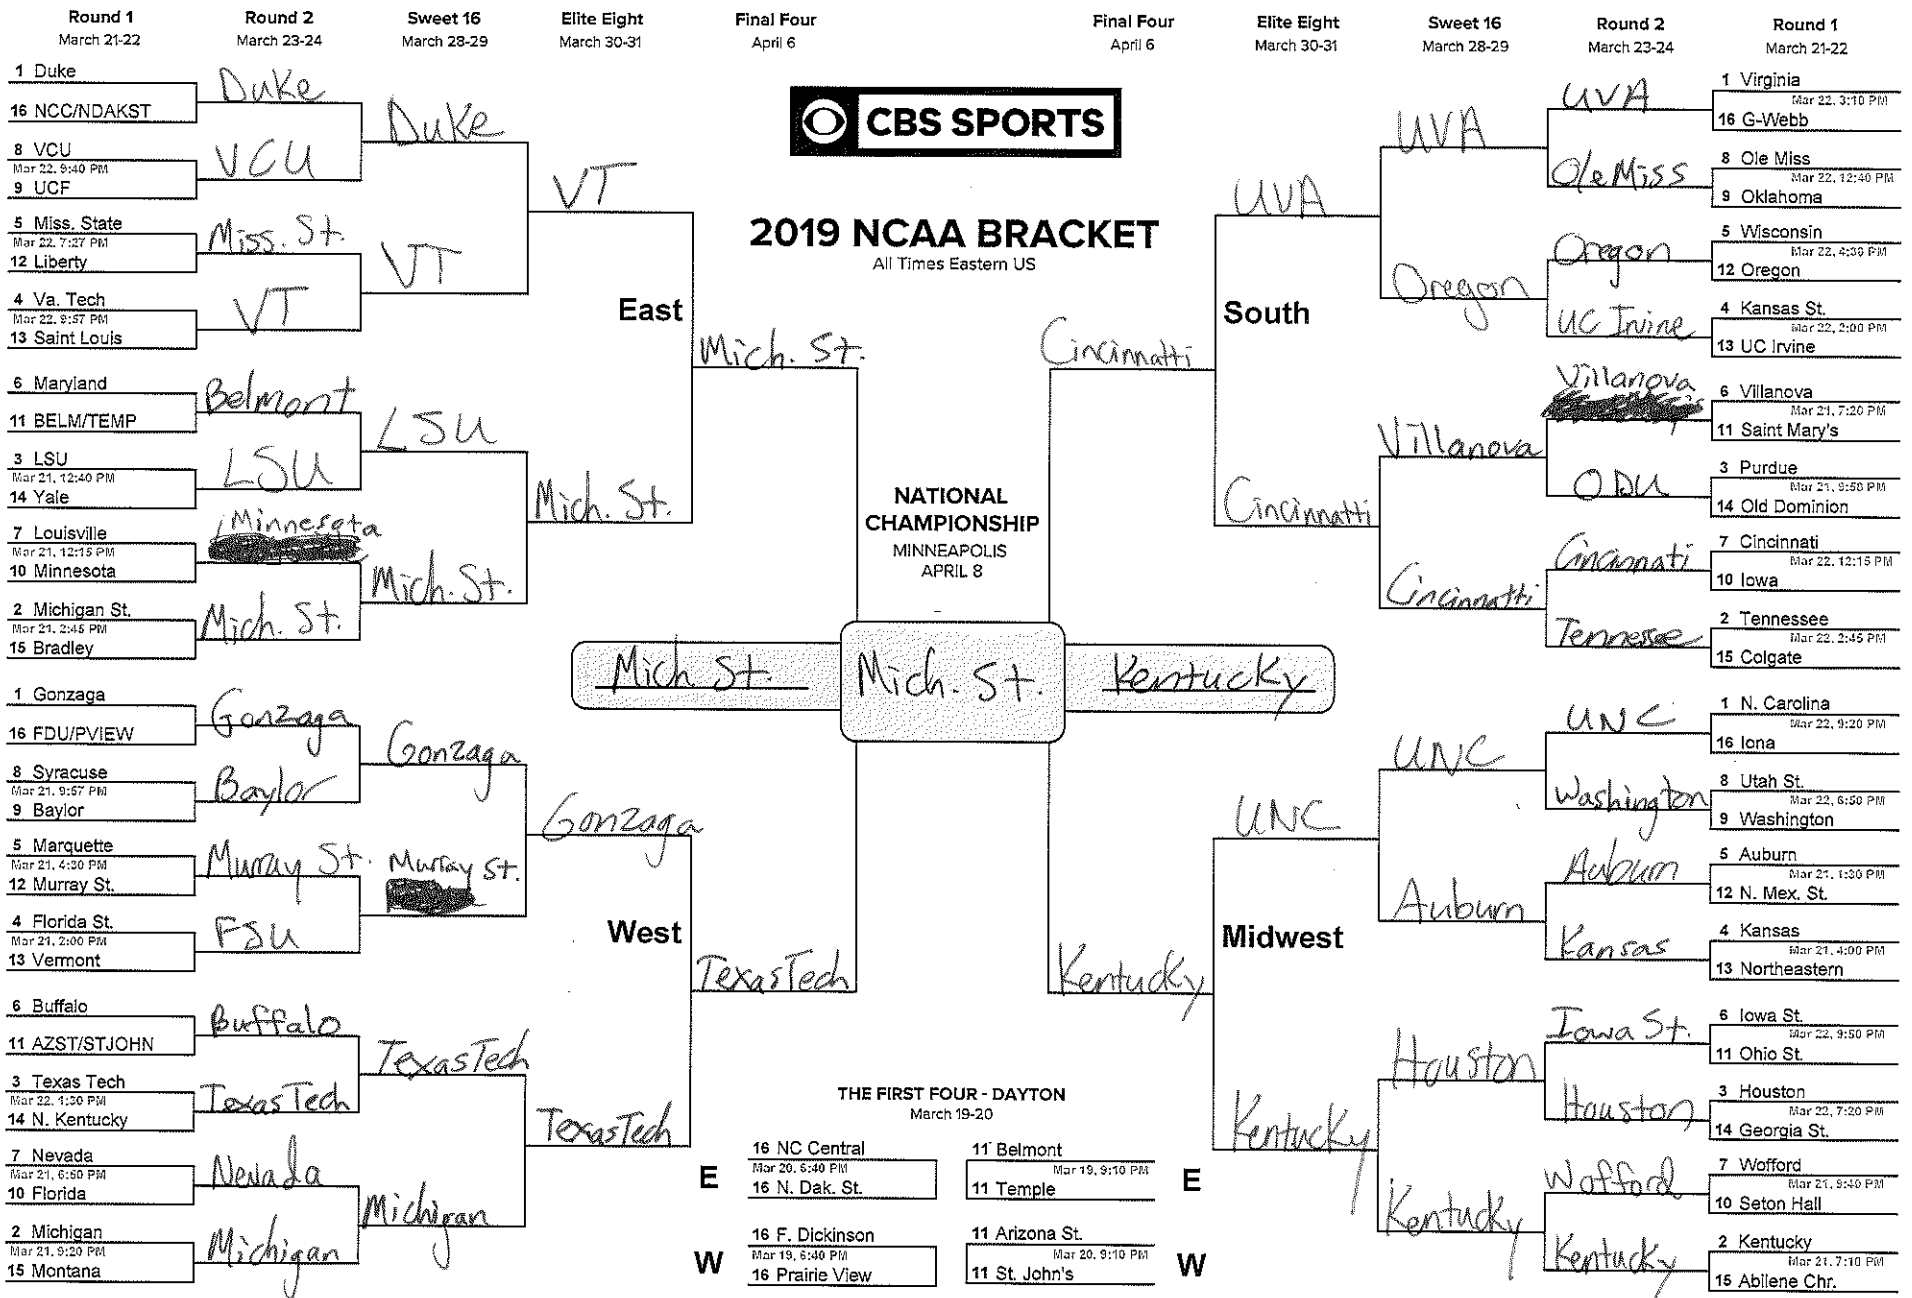 Round 1
March 21-22
Round 2
March 23-24
Sweet 16
March 28-29
Elite Eight
March 30-31
Final Four
April 6
Final Four
April 6
Elite Eight
March 30-31
Sweet 16
March 28-29
Round 2
March 23-24
Round 1
March 21-22
CBS SPORTS
2019 NCAA BRACKET
All Times Eastern US
1 Duke
16 NCC/NDAKST
8 VCU
Mar 22, 9:40 PM
9 UCF
5 Miss. State
Mar 22, 7:27 PM
12 Liberty
4 Va. Tech
Mar 22, 9:57 PM
13 Saint Louis
6 Maryland
11 BELM/TEMP
3 LSU
Mar 21, 12:40 PM
14 Yale
7 Louisville
Mar 21, 12:15 PM
10 Minnesota
2 Michigan St.
Mar 21, 2:45 PM
15 Bradley
Duke
VCU
Miss. St.
VT
Belmont
LSU
Minnesota
Mich. St.
Duke
VT
LSU
Mich. St.
VT
Mich. St.
East
Mich. St.
1 Gonzaga
16 FDU/PVIEW
8 Syracuse
Mar 21, 9:57 PM
9 Baylor
5 Marquette
Mar 21, 4:30 PM
12 Murray St.
4 Florida St.
Mar 21, 2:00 PM
13 Vermont
6 Buffalo
11 AZST/STJOHN
3 Texas Tech
Mar 22, 1:30 PM
14 N. Kentucky
7 Nevada
Mar 21, 6:50 PM
10 Florida
2 Michigan
Mar 21, 9:20 PM
15 Montana
Gonzaga
Baylor
Murray St.
FSU
Buffalo
Texas Tech
Nevada
Michigan
Gonzaga
Murray St.
Texas Tech
Michigan
Gonzaga
Texas Tech
West
Texas Tech
NATIONAL
CHAMPIONSHIP
MINNEAPOLIS
APRIL 8
Mich. St.
Mich. St.
Kentucky
Cincinnatti
South
UVA
Cincinnatti
UVA
Oregon
Villanova
Cincinnatti
UVA
Ole Miss
Oregon
UC Irvine
Villanova
ODU
Cincinnati
Tennessee
1 Virginia
Mar 22, 3:10 PM
16 G-Webb
8 Ole Miss
Mar 22, 12:40 PM
9 Oklahoma
5 Wisconsin
Mar 22, 4:30 PM
12 Oregon
4 Kansas St.
Mar 22, 2:00 PM
13 UC Irvine
6 Villanova
Mar 21, 7:20 PM
11 Saint Mary's
3 Purdue
Mar 21, 9:50 PM
14 Old Dominion
7 Cincinnati
Mar 22, 12:15 PM
10 Iowa
2 Tennessee
Mar 22, 2:45 PM
15 Colgate
Kentucky
Midwest
UNC
Kentucky
UNC
Auburn
Houston
Kentucky
UNC
Washington
Auburn
Kansas
Iowa St.
Houston
Wofford
Kentucky
1 N. Carolina
Mar 22, 9:20 PM
16 Iona
8 Utah St.
Mar 22, 6:50 PM
9 Washington
5 Auburn
Mar 21, 1:30 PM
12 N. Mex. St.
4 Kansas
Mar 21, 4:00 PM
13 Northeastern
6 Iowa St.
Mar 22, 9:50 PM
11 Ohio St.
3 Houston
Mar 22, 7:20 PM
14 Georgia St.
7 Wofford
Mar 21, 9:40 PM
10 Seton Hall
2 Kentucky
Mar 21, 7:10 PM
15 Abilene Chr.
THE FIRST FOUR - DAYTON
March 19-20
E
16 NC Central
Mar 20, 6:40 PM
16 N. Dak. St.
11 Belmont
Mar 19, 9:10 PM
11 Temple
E
W
16 F. Dickinson
Mar 19, 6:40 PM
16 Prairie View
11 Arizona St.
Mar 20, 9:10 PM
11 St. John's
W